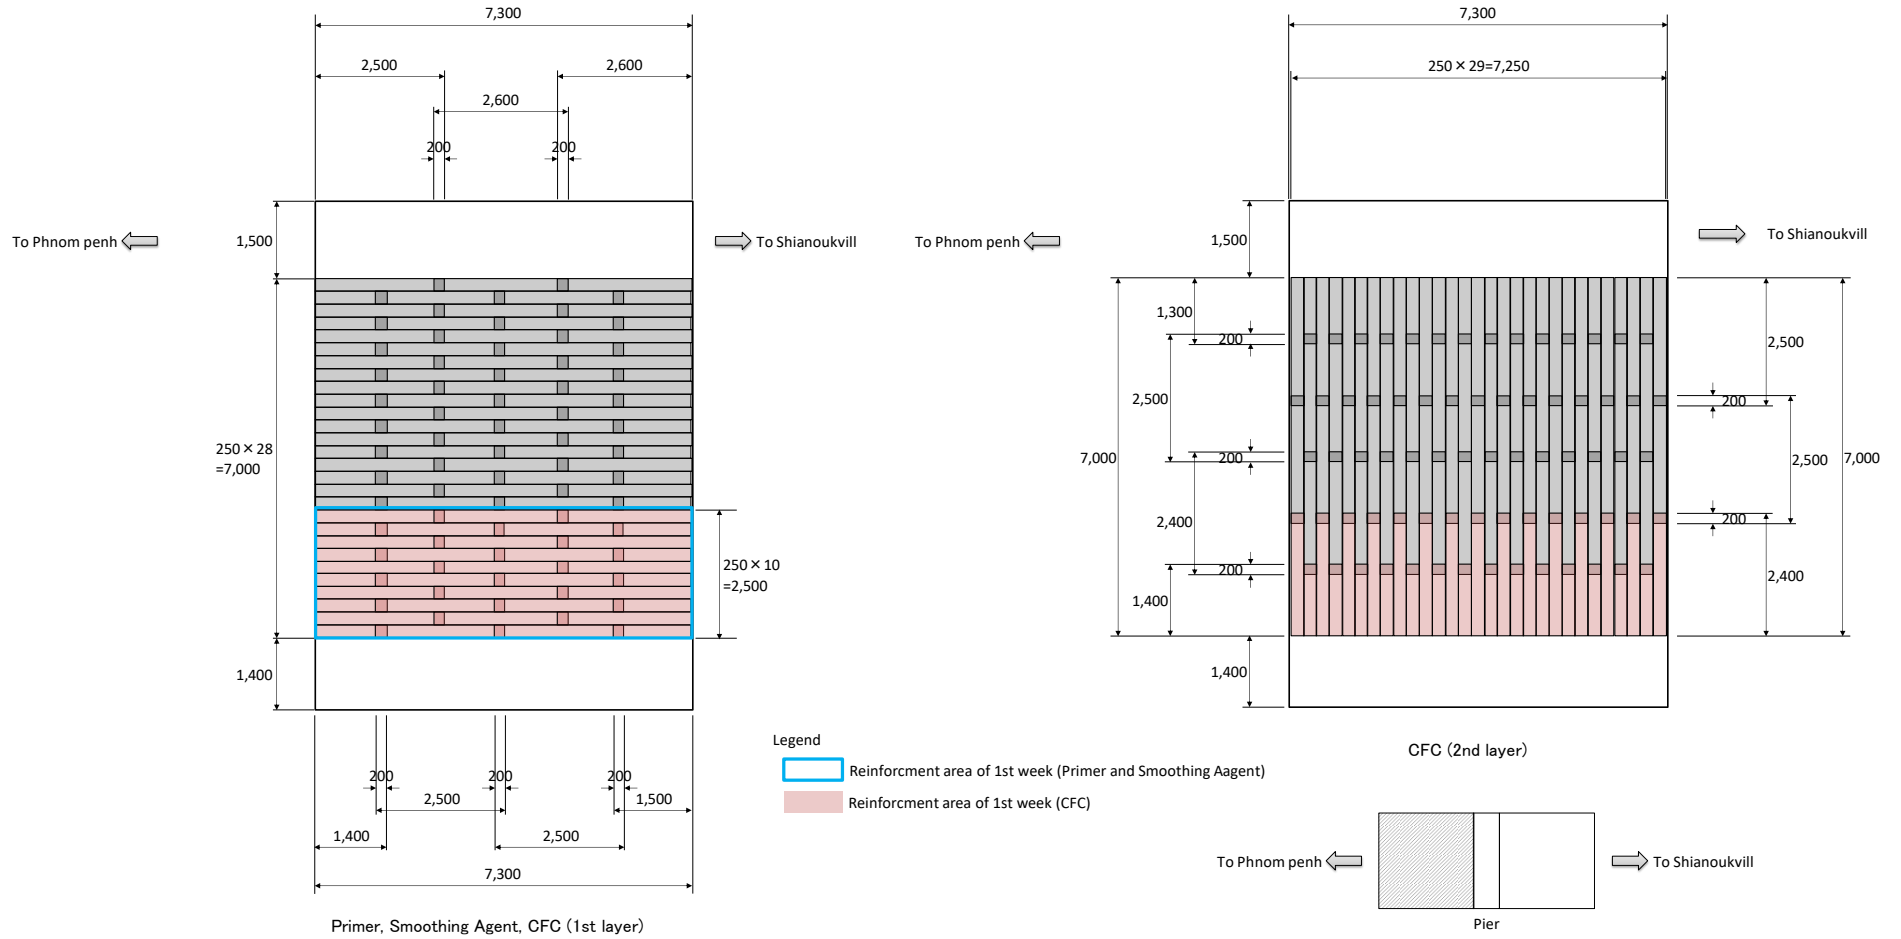 7,300
2,500
2,600
2,600
200
200
To Phnom penh
1,500
To Shianoukvill
250 × 28
=7,000
250 × 10
=2,500
1,400
200
200
200
2,500
1,500
1,400
2,500
7,300
Primer, Smoothing Agent, CFC (1st layer)
7,300
250 × 29=7,250
To Phnom penh
1,500
To Shianoukvill
1,300
200
2,500
2,500
200
7,000
200
2,500
7,000
2,400
200
200
2,400
1,400
1,400
CFC (2nd layer)
Legend
Reinforcment area of 1st week (Primer and Smoothing Aagent)
Reinforcment area of 1st week (CFC)
To Phnom penh
To Shianoukvill
Pier